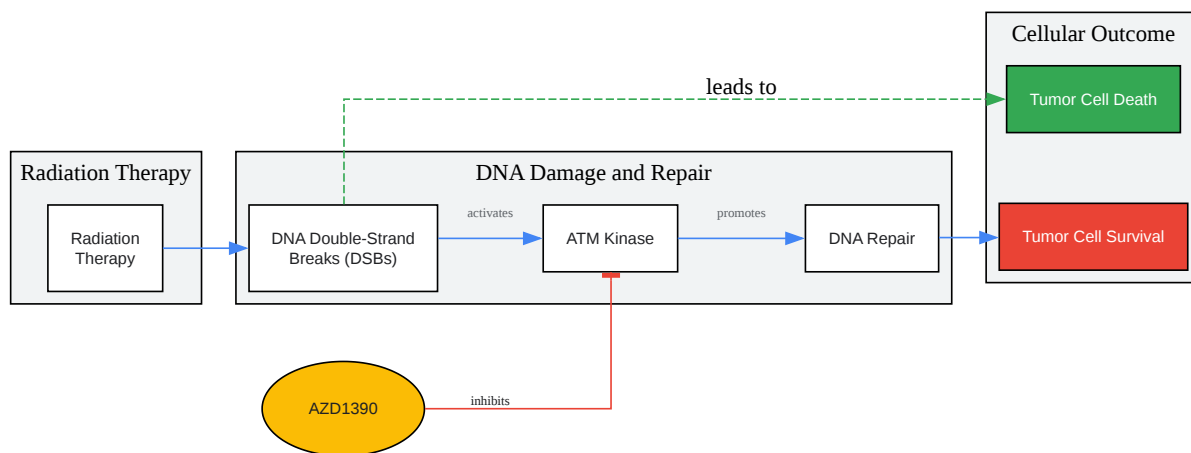 Cellular Outcome
leads to
Tumor Cell Death
Radiation Therapy
DNA Damage and Repair
Radiation
Therapy
DNA Double-Strand
Breaks (DSBs)
activates
ATM Kinase
promotes
DNA Repair
Tumor Cell Survival
AZD1390
inhibits